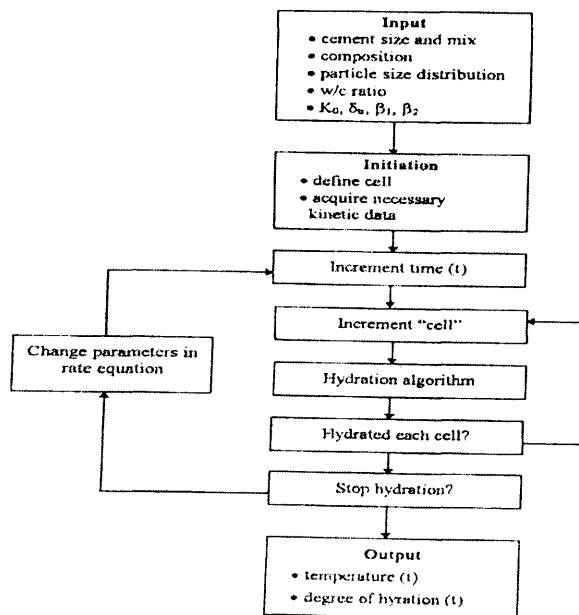 Input
• cement size and mix
• composition
• particle size distribution
• w/c ratio
• K₀, δₜᵣ, β₁, β₂
Initiation
• define cell
• acquire necessary
kinetic data
Increment time (t)
Increment “cell”
Change parameters in
rate equation
Hydration algorithm
Hydrated each cell?
Stop hydration?
Output
• temperature (t)
• degree of hyration (t)